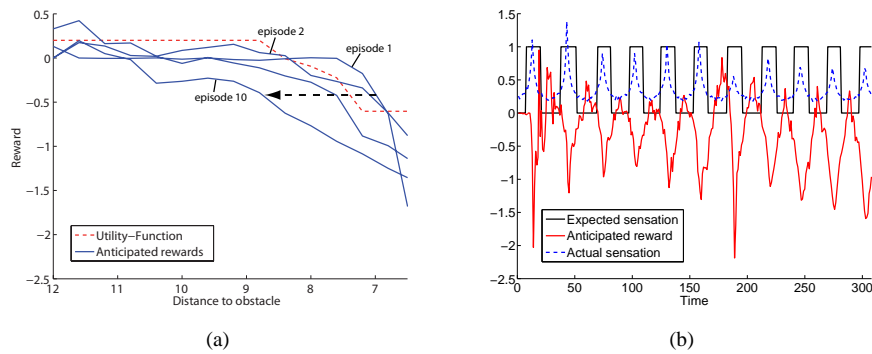 0.5
0
−0.5
−1
−1.5
−2
−2.5
Reward
episode 2
episode 1
episode 10
Utility−Function
Anticipated rewards
12
11
10
9
8
7
Distance to obstacle
(a)
1.5
1
0.5
0
−0.5
−1
−1.5
−2
−2.5
Expected sensation
Anticipated reward
Actual sensation
0
50
100
150
200
250
300
Time
(b)